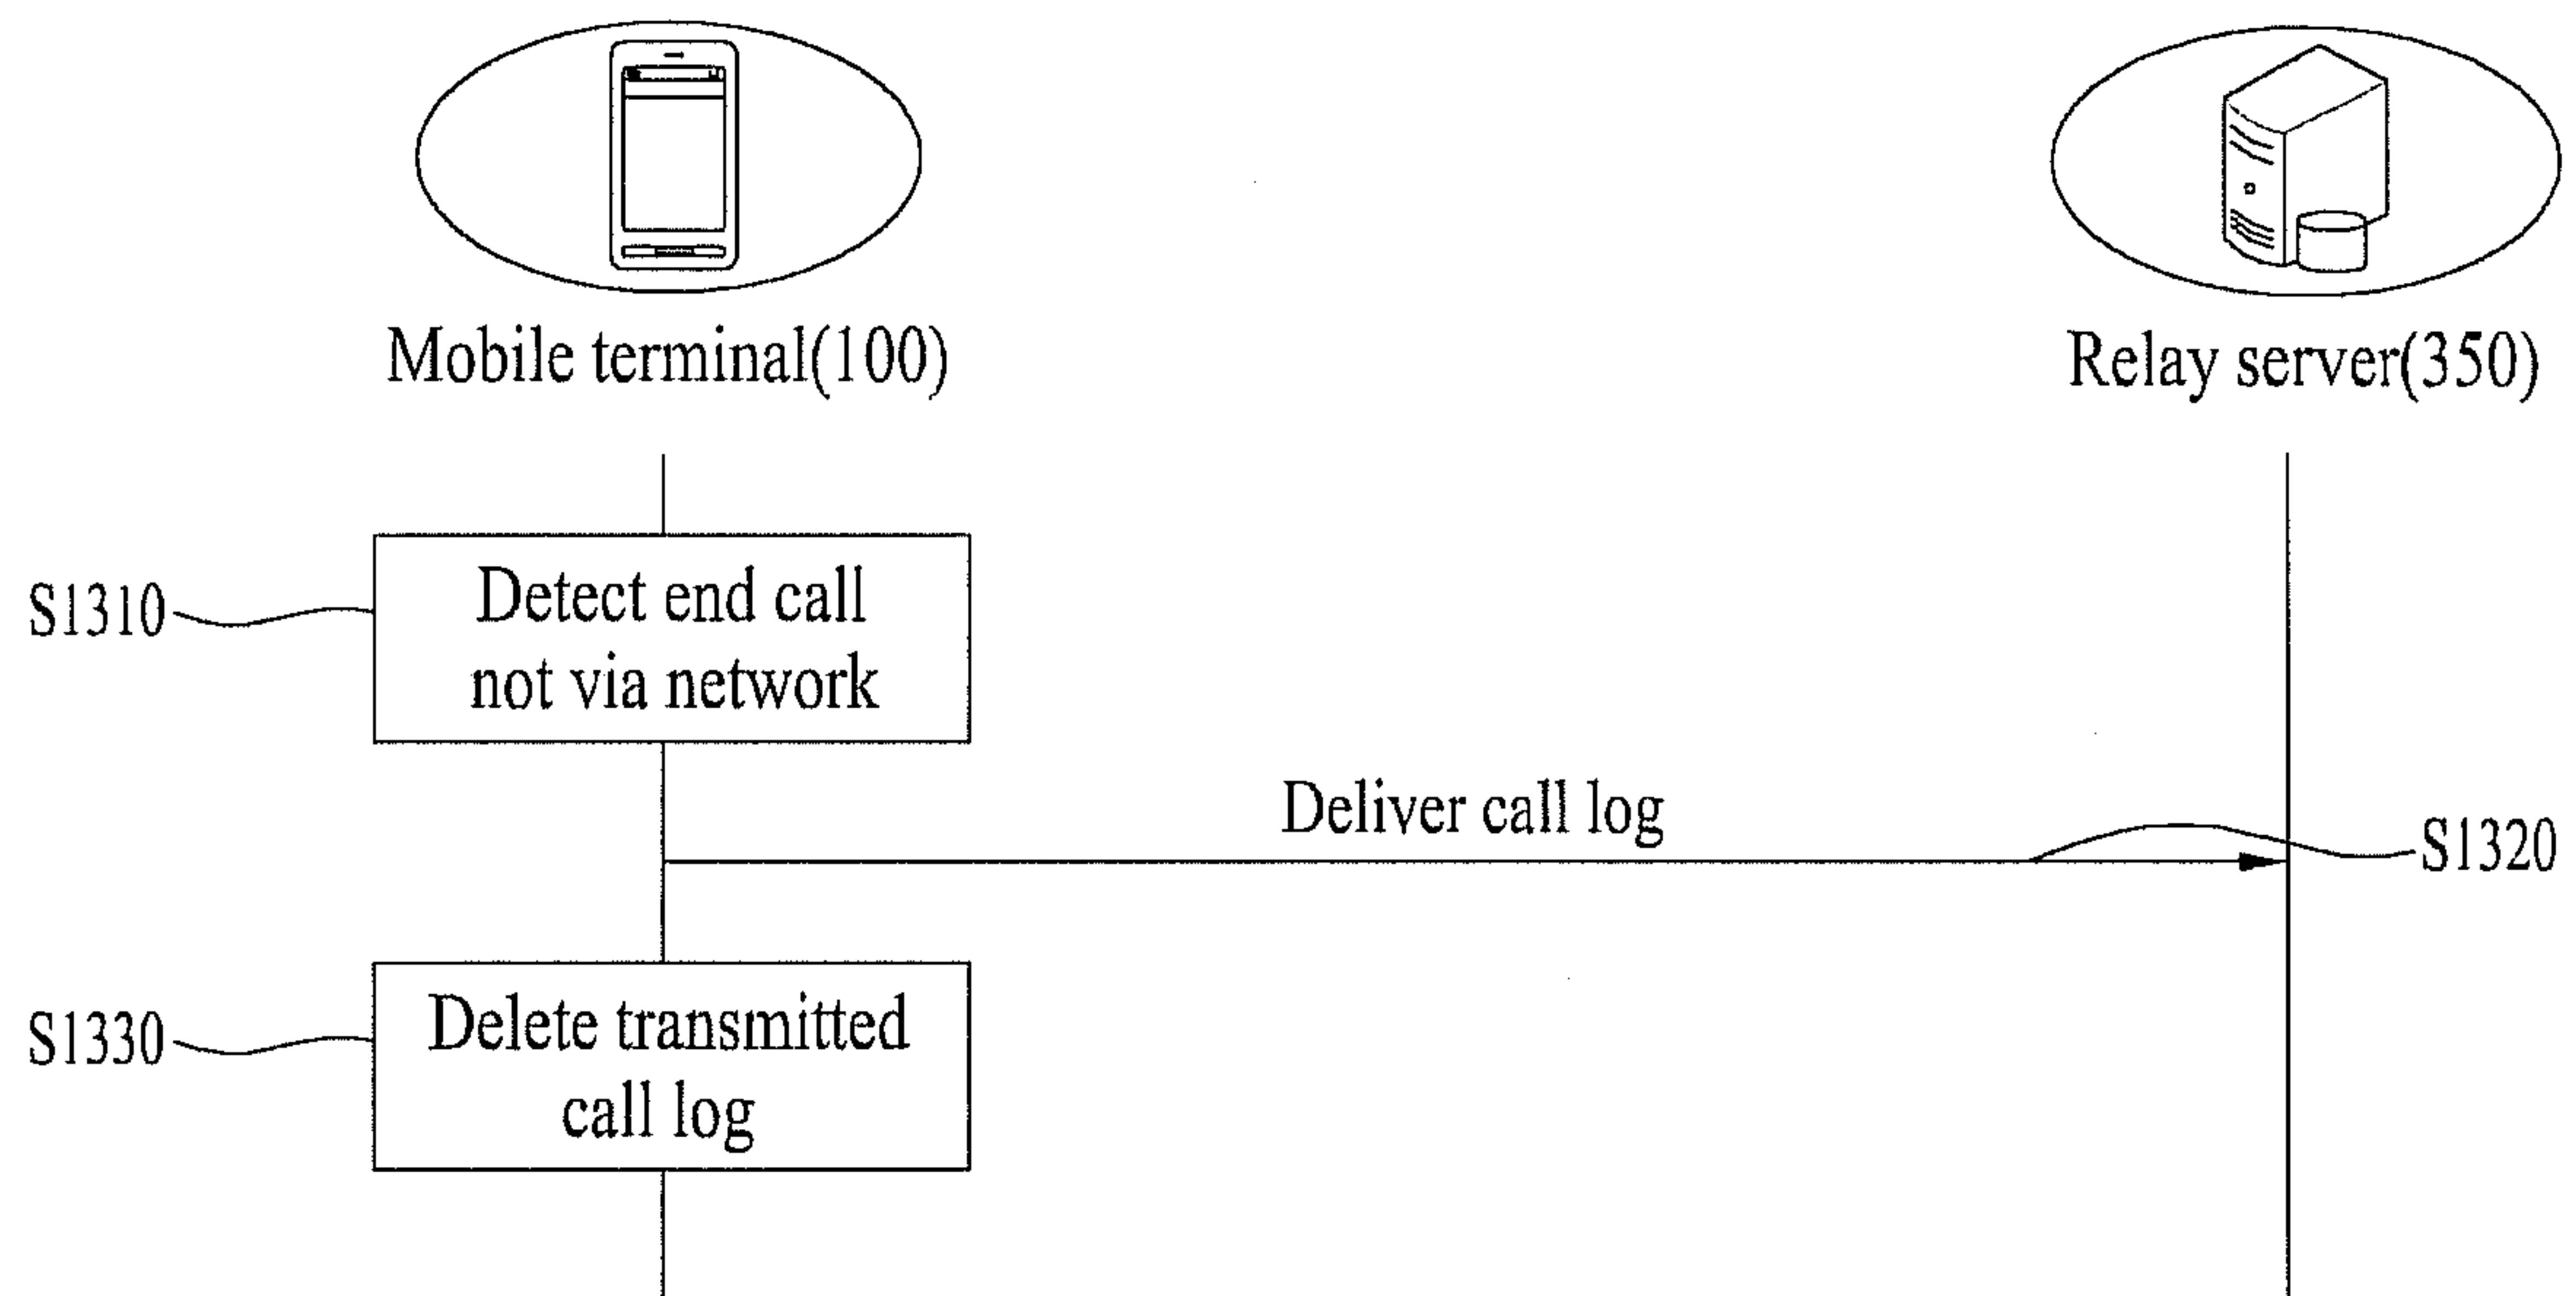 Mobile terminal(100)
Relay server(350)
S1310
Detect end call
not via network
Deliver call log
S1320
S1330
Delete transmitted
call log